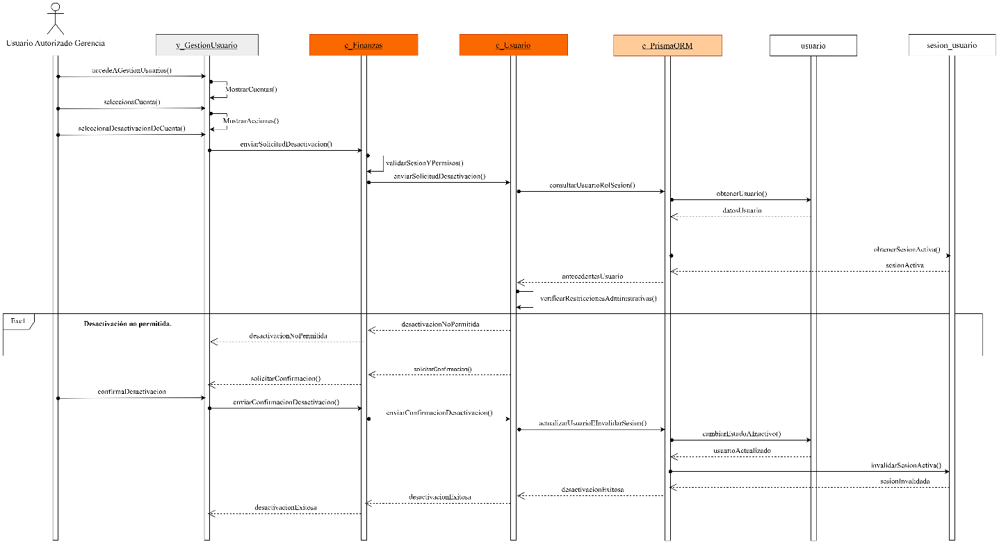 Usuario Autorizado Gerencia
v_GestionUsuario
c_Finanzas
c_Usuario
c_PrismaORM
usuario
sesion_usuario
accedeAGestionUsuarios()
MostrarCuentas()
seleccionaCuenta()
MostrarAcciones()
seleccionaDesactivacionDeCuenta()
enviarSolicitudDesactivacion()
validarSesionYPermisos()
enviarSolicitudDesactivacion()
consultarUsuarioRolSesion()
obtenerUsuario()
datosUsuario
obtenerSesionActiva()
sesionActiva
antecedentesUsuario
verificarRestriccionesAdministrativas()
Exc1
Desactivación no permitida.
desactivacionNoPermitida
desactivacionNoPermitida
solicitarConfirmacion()
solicitarConfirmacion()
confirmaDesactivacion
enviarConfirmacionDesactivacion()
enviarConfirmacionDesactivacion()
actualizarUsuarioEInvalidarSesion()
cambiarEstadoAInactivo()
usuarioActualizado
invalidarSesionActiva()
sesionInvalidada
desactivacionExitosa
desactivacionExitosa
desactivacionExitosa